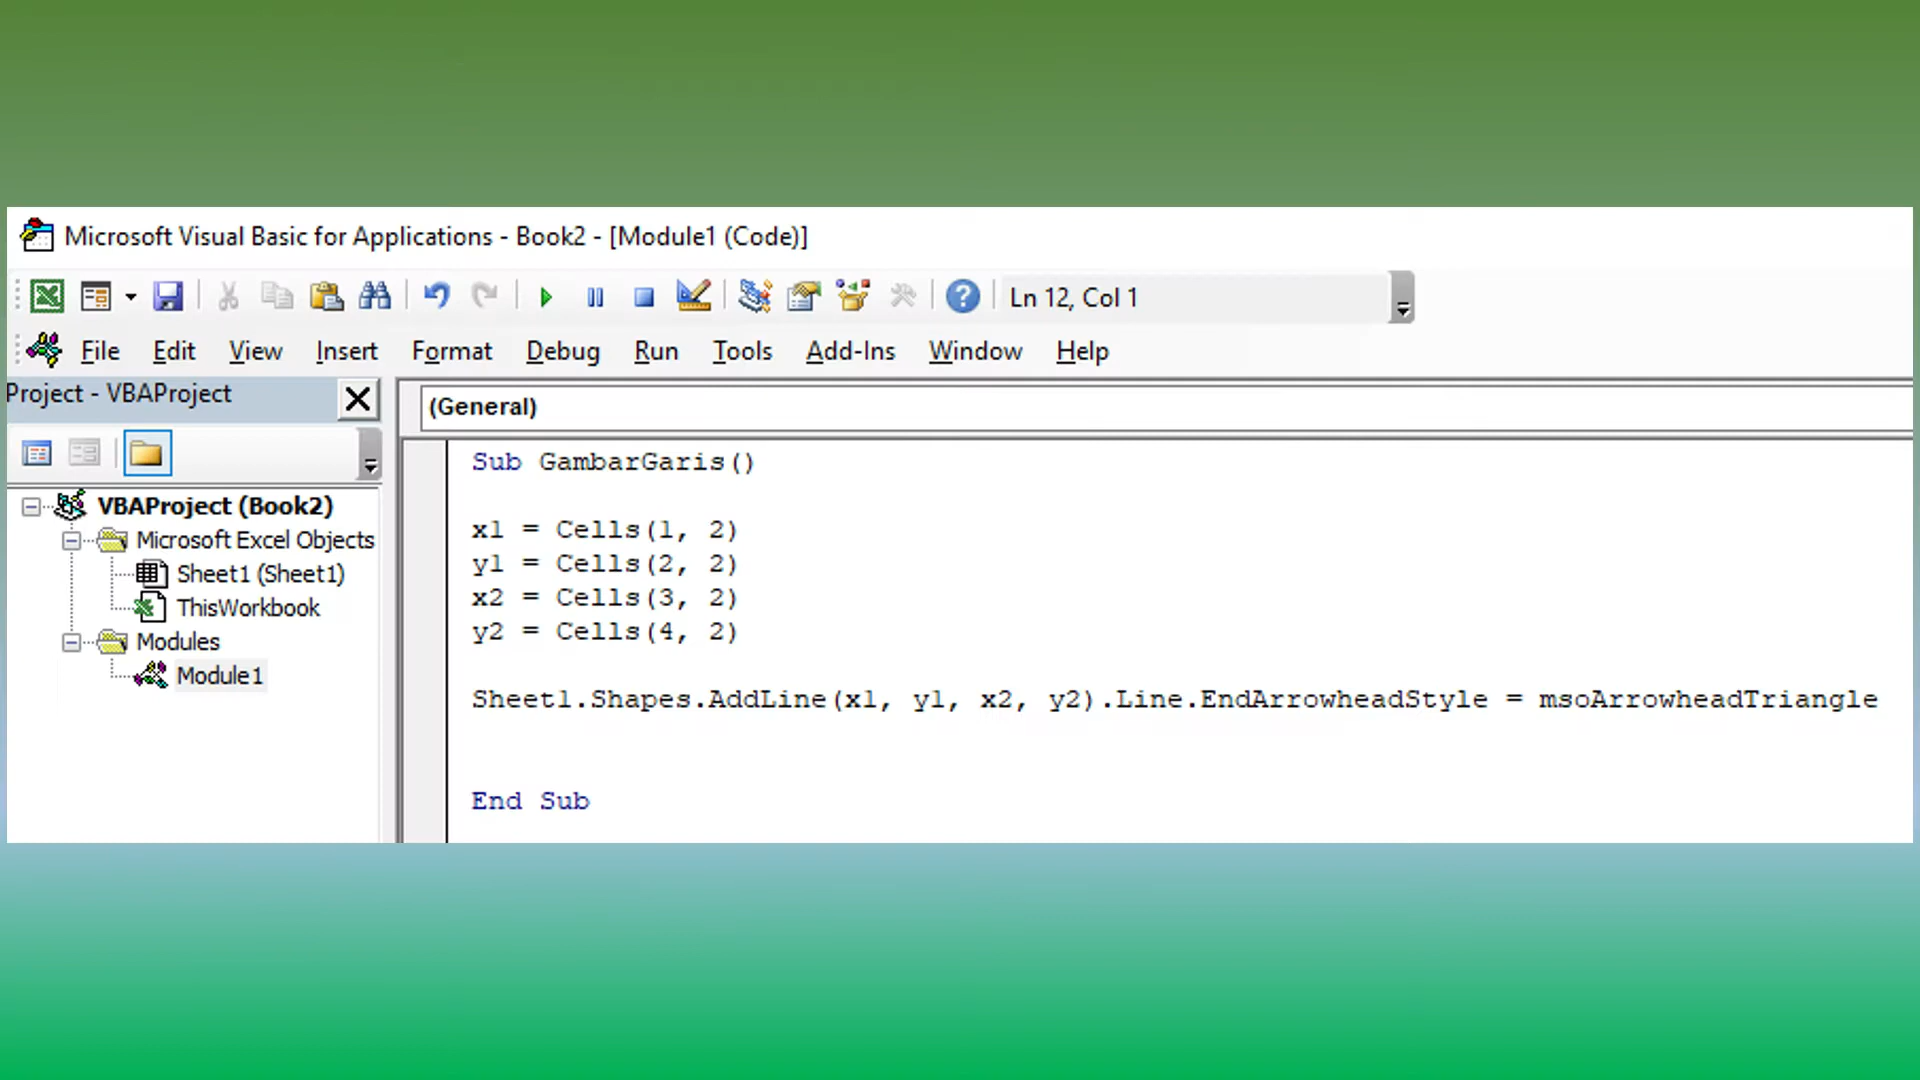 Microsoft Visual Basic for Applications - Book2 - [Module1 (Code)]
Ln 12, Col 1
File Edit View Insert Format Debug Run Tools Add-Ins Window Help
Project - VBAProject
(General)
VBAProject (Book2)
Microsoft Excel Objects
Sheet1 (Sheet1)
ThisWorkbook
Modules
Module1
Sub GambarGaris()
x1 = Cells(1, 2)
y1 = Cells(2, 2)
x2 = Cells(3, 2)
y2 = Cells(4, 2)
Sheet1.Shapes.AddLine(x1, y1, x2, y2).Line.EndArrowheadStyle = msoArrowheadTriangle
End Sub